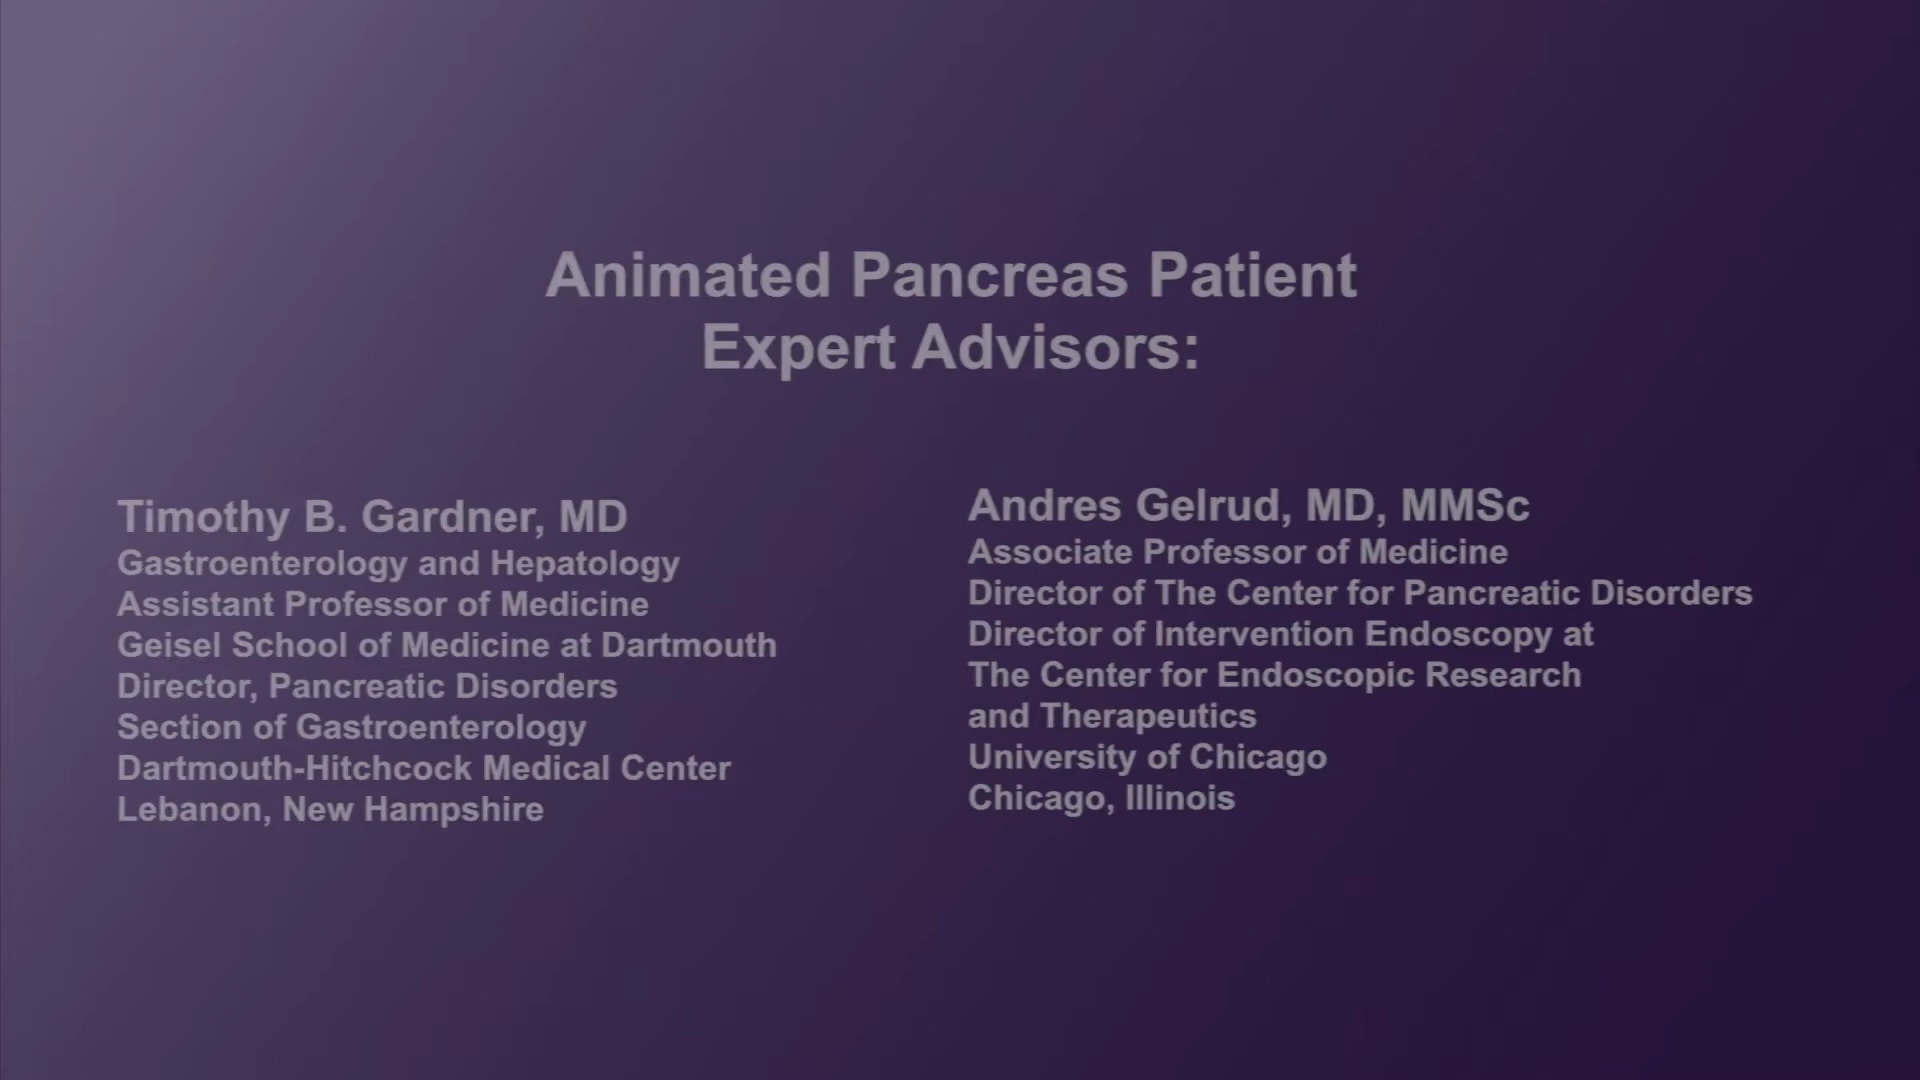 Animated Pancreas Patient
Expert Advisors:
Timothy B. Gardner, MD
Gastroenterology and Hepatology
Assistant Professor of Medicine
Geisel School of Medicine at Dartmouth
Director, Pancreatic Disorders
Section of Gastroenterology
Dartmouth-Hitchcock Medical Center
Lebanon, New Hampshire
Andres Gelrud, MD, MMSc
Associate Professor of Medicine
Director of The Center for Pancreatic Disorders
Director of Intervention Endoscopy at
The Center for Endoscopic Research
and Therapeutics
University of Chicago
Chicago, Illinois